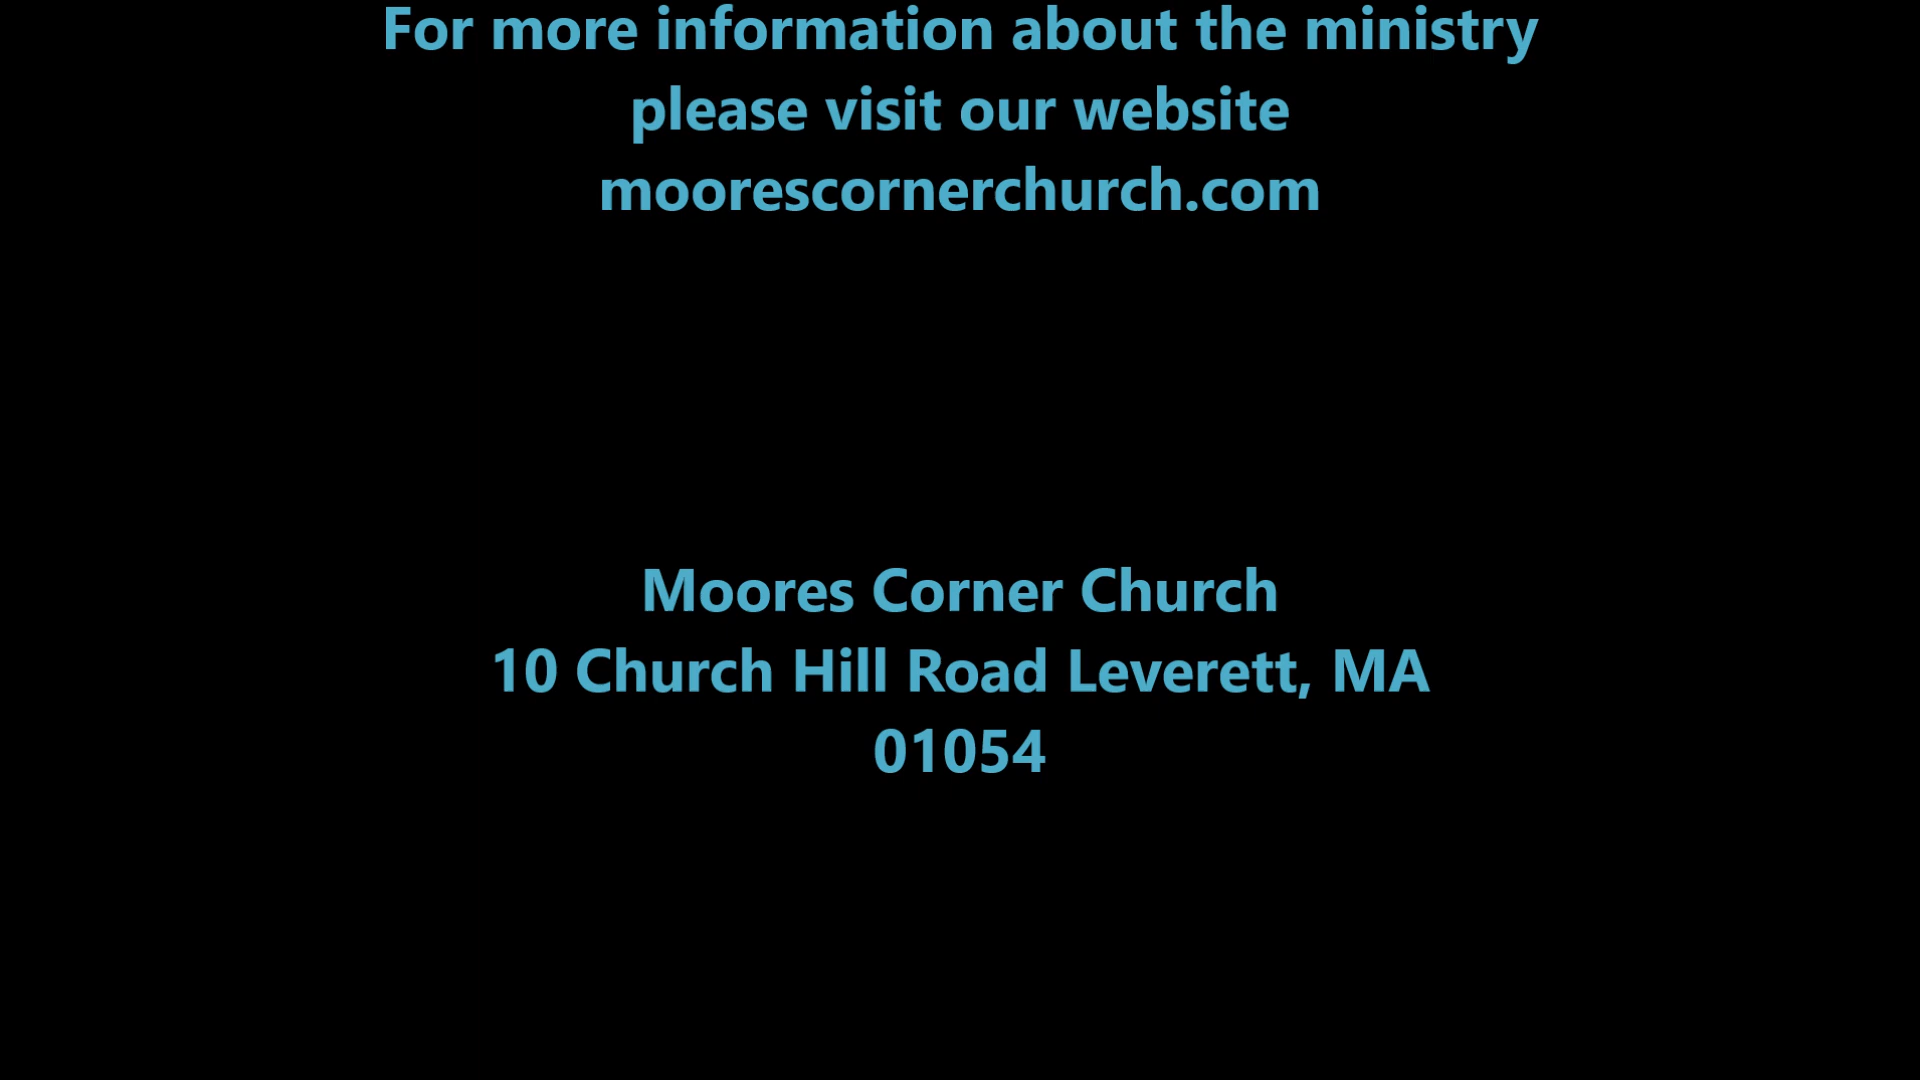 For more information about the ministry
please visit our website
moorescornerchurch.com
Moores Corner Church
10 Church Hill Road Leverett, MA
01054